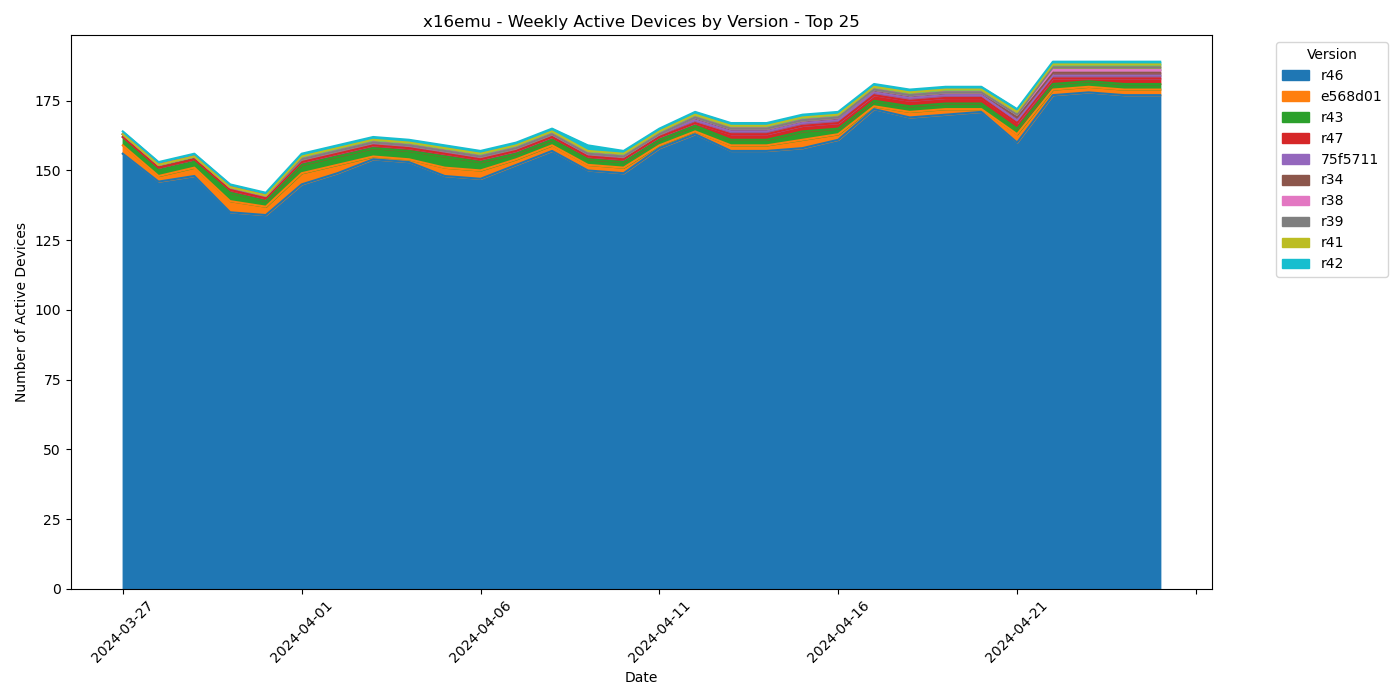 x16emu - Weekly Active Devices by Version - Top 25
Number of Active Devices
175
150
125
100
75
50
25
0
2024-03-27
2024-04-01
2024-04-06
2024-04-11
2024-04-16
2024-04-21
Date
Version
r46
e568d01
r43
r47
75f5711
r34
r38
r39
r41
r42